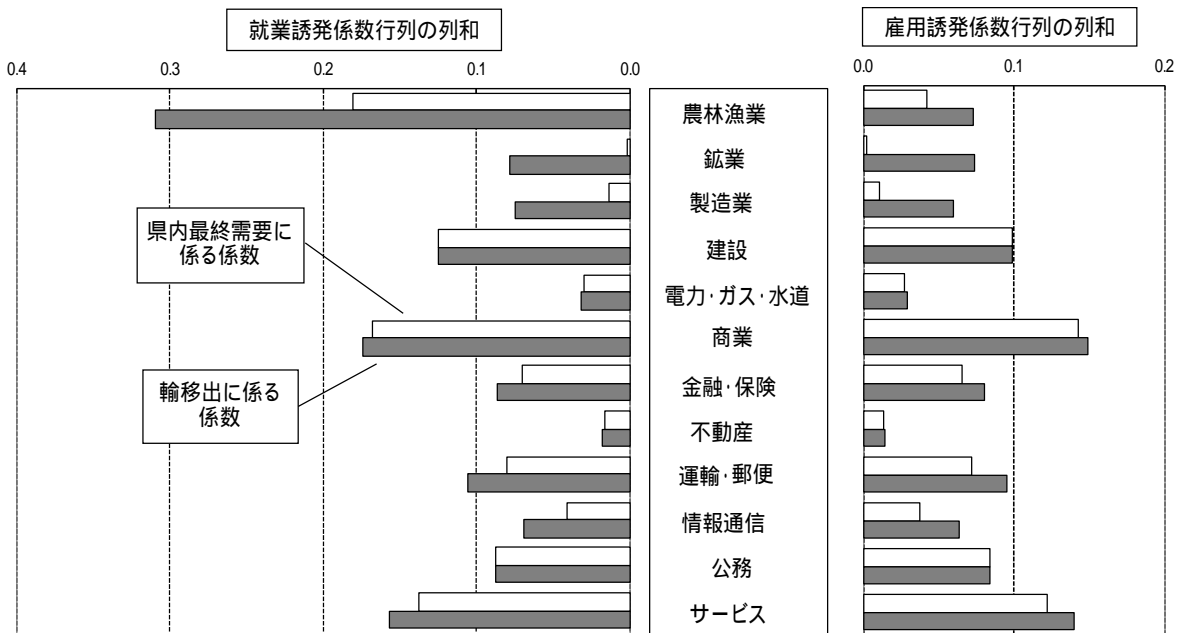 就業誘発係数行列の列和
雇用誘発係数行列の列和
0.4 0.3 0.2 0.1 0.0
0.0 0.1 0.2
農林漁業
鉱業
製造業
建設
電力・ガス・水道
商業
金融・保険
不動産
運輸・郵便
情報通信
公務
サービス
県内最終需要に
係る係数
輸移出に係る
係数